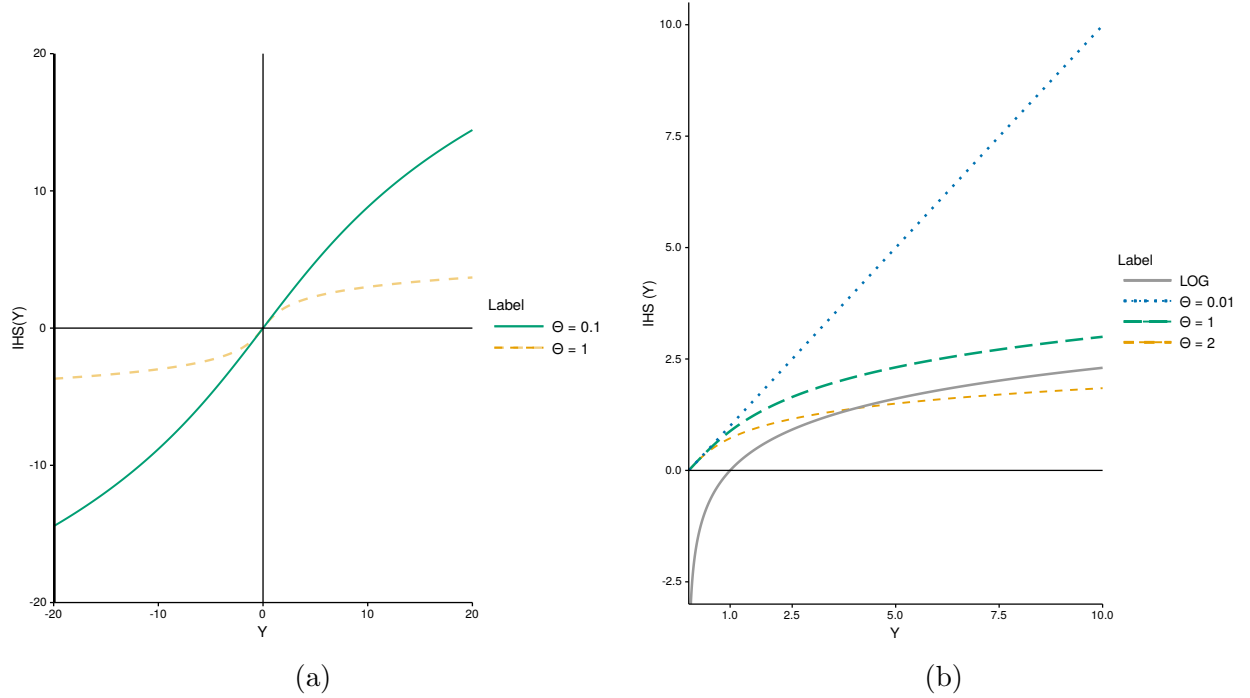 20
10
0
-10
-20
-20
-10
0
10
20
IHS(Y)
Y
Label
Θ = 0.1
Θ = 1
(a)
10.0
7.5
5.0
2.5
0.0
-2.5
1.0
2.5
5.0
7.5
10.0
IHS (Y)
Y
Label
LOG
Θ = 0.01
Θ = 1
Θ = 2
(b)